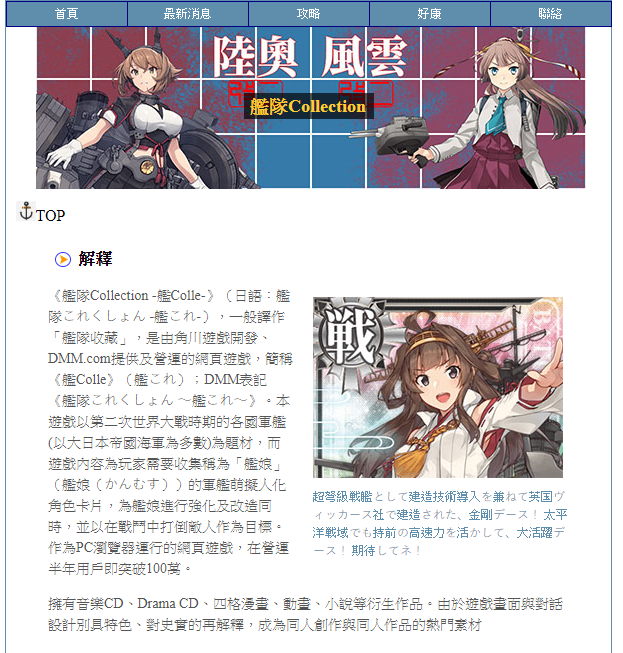 首頁 最新消息 攻略 好康 聯絡
陸奧 風雲
艦隊Collection
TOP
解釋
《艦隊Collection -艦Colle-》（日語：艦
隊これくしょん -艦これ-），一般譯作
「艦隊收藏」，是由角川遊戲開發、
DMM.com提供及營運的網頁遊戲，簡稱
《艦Colle》（艦これ）；DMM表記
《艦隊これくしょん ～艦これ～》。本
遊戲以第二次世界大戰時期的各國軍艦
(以大日本帝國海軍為多數)為題材，而
遊戲內容為玩家需要收集稱為「艦娘」
（艦娘（かんむす））的軍艦萌擬人化
角色卡片，為艦娘進行強化及改造同
時，並以在戰鬥中打倒敵人作為目標。
作為PC瀏覽器運行的網頁遊戲，在營運
半年用戶即突破100萬。
戦
超弩級戦艦として建造技術導入を兼ねて英国ヴ
ィッカース社で建造された、金剛デース！ 太平
洋戦域でも持前の高速力を活かして、大活躍デ
ース！ 期待してネ！
擁有音樂CD、Drama CD、四格漫畫、動畫、小說等衍生作品。由於遊戲畫面與對話
設計別具特色、對史實的再解釋，成為同人創作與同人作品的熱門素材